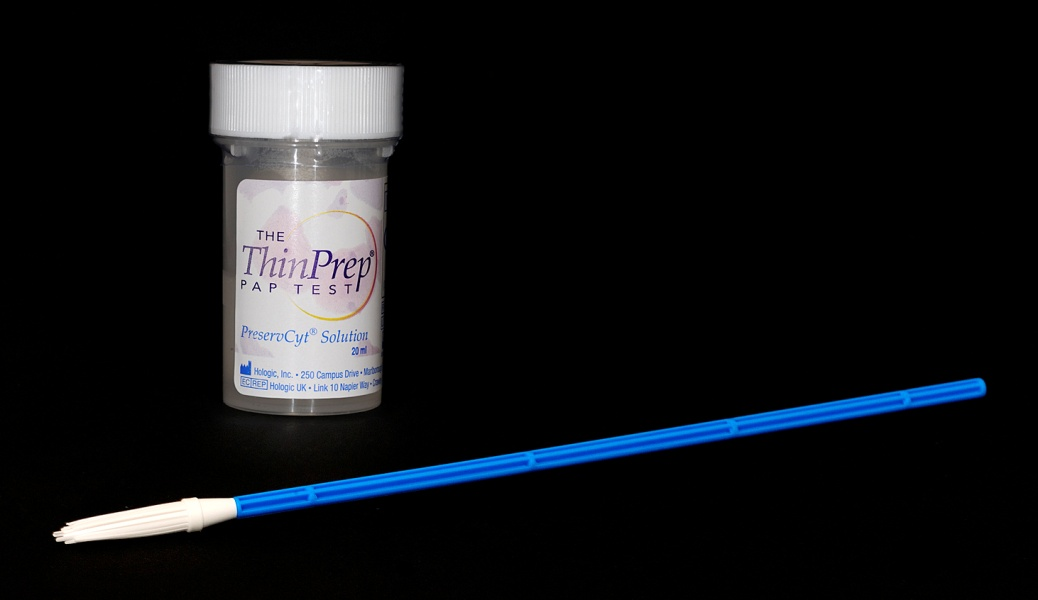 THE
ThinPrep®
PAP TEST
PreservCyt® Solution
20 ml
Hologic, Inc. • 250 Campus Drive •
EC REP Hologic UK • Link 10 Napier Way •